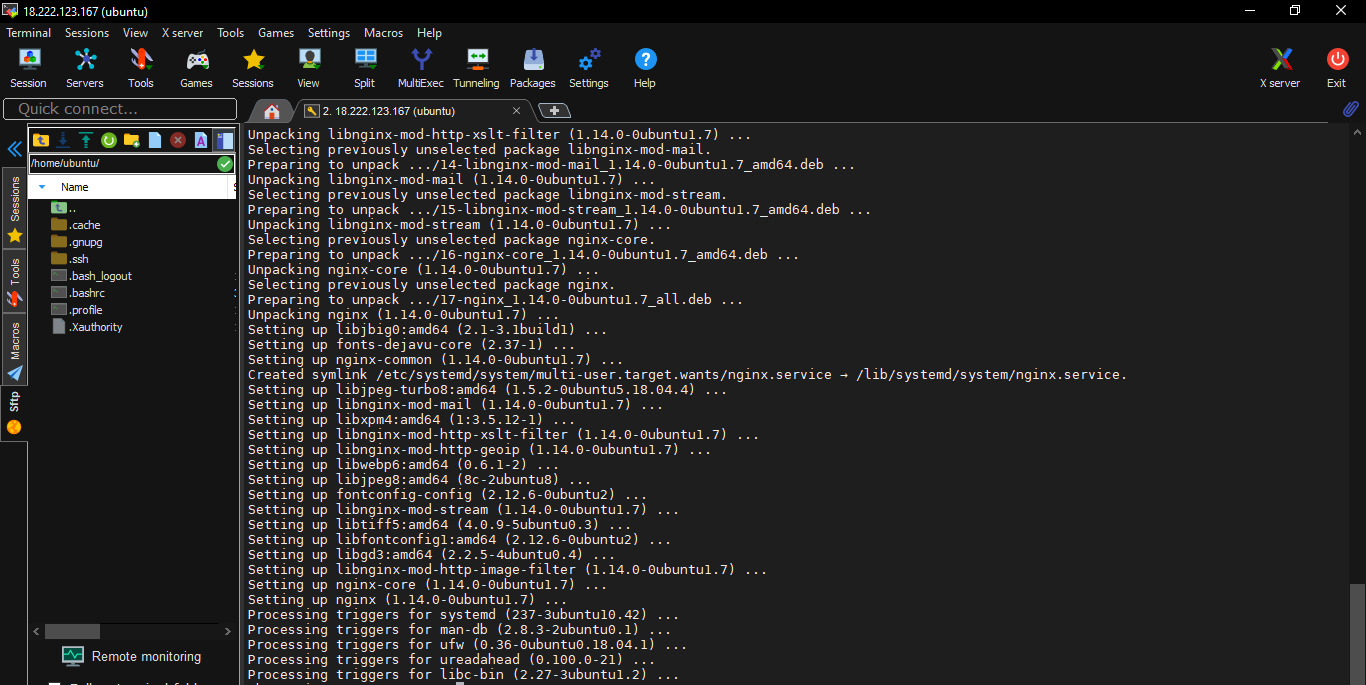 18.222.123.167 (ubuntu)
Terminal Sessions View X server Tools Games Settings Macros Help
Session Servers Tools Games Sessions View Split MultiExec Tunneling Packages Settings Help X server Exit
Quick connect...
2. 18.222.123.167 (ubuntu)
/home/ubuntu/
Name
..
.cache
.gnupg
.ssh
.bash_logout
.bashrc
.profile
.Xauthority
Sessions
Tools
Macros
Sftp
Remote monitoring
Unpacking libnginx-mod-http-xslt-filter (1.14.0-0ubuntu1.7) ...
Selecting previously unselected package libnginx-mod-mail.
Preparing to unpack .../14-libnginx-mod-mail_1.14.0-0ubuntu1.7_amd64.deb ...
Unpacking libnginx-mod-mail (1.14.0-0ubuntu1.7) ...
Selecting previously unselected package libnginx-mod-stream.
Preparing to unpack .../15-libnginx-mod-stream_1.14.0-0ubuntu1.7_amd64.deb ...
Unpacking libnginx-mod-stream (1.14.0-0ubuntu1.7) ...
Selecting previously unselected package nginx-core.
Preparing to unpack .../16-nginx-core_1.14.0-0ubuntu1.7_amd64.deb ...
Unpacking nginx-core (1.14.0-0ubuntu1.7) ...
Selecting previously unselected package nginx.
Preparing to unpack .../17-nginx_1.14.0-0ubuntu1.7_all.deb ...
Unpacking nginx (1.14.0-0ubuntu1.7) ...
Setting up libjbig0:amd64 (2.1-3.1build1) ...
Setting up fonts-dejavu-core (2.37-1) ...
Setting up nginx-common (1.14.0-0ubuntu1.7) ...
Created symlink /etc/systemd/system/multi-user.target.wants/nginx.service → /lib/systemd/system/nginx.service.
Setting up libjpeg-turbo8:amd64 (1.5.2-0ubuntu5.18.04.4) ...
Setting up libnginx-mod-mail (1.14.0-0ubuntu1.7) ...
Setting up libxpm4:amd64 (1:3.5.12-1) ...
Setting up libnginx-mod-http-xslt-filter (1.14.0-0ubuntu1.7) ...
Setting up libnginx-mod-http-geoip (1.14.0-0ubuntu1.7) ...
Setting up libwebp6:amd64 (0.6.1-2) ...
Setting up libjpeg8:amd64 (8c-2ubuntu8) ...
Setting up fontconfig-config (2.12.6-0ubuntu2) ...
Setting up libnginx-mod-stream (1.14.0-0ubuntu1.7) ...
Setting up libtiff5:amd64 (4.0.9-5ubuntu0.3) ...
Setting up libfontconfig1:amd64 (2.12.6-0ubuntu2) ...
Setting up libgd3:amd64 (2.2.5-4ubuntu0.4) ...
Setting up libnginx-mod-http-image-filter (1.14.0-0ubuntu1.7) ...
Setting up nginx-core (1.14.0-0ubuntu1.7) ...
Setting up nginx (1.14.0-0ubuntu1.7) ...
Processing triggers for systemd (237-3ubuntu10.42) ...
Processing triggers for man-db (2.8.3-2ubuntu0.1) ...
Processing triggers for ufw (0.36-0ubuntu0.18.04.1) ...
Processing triggers for ureadahead (0.100.0-21) ...
Processing triggers for libc-bin (2.27-3ubuntu1.2) ...